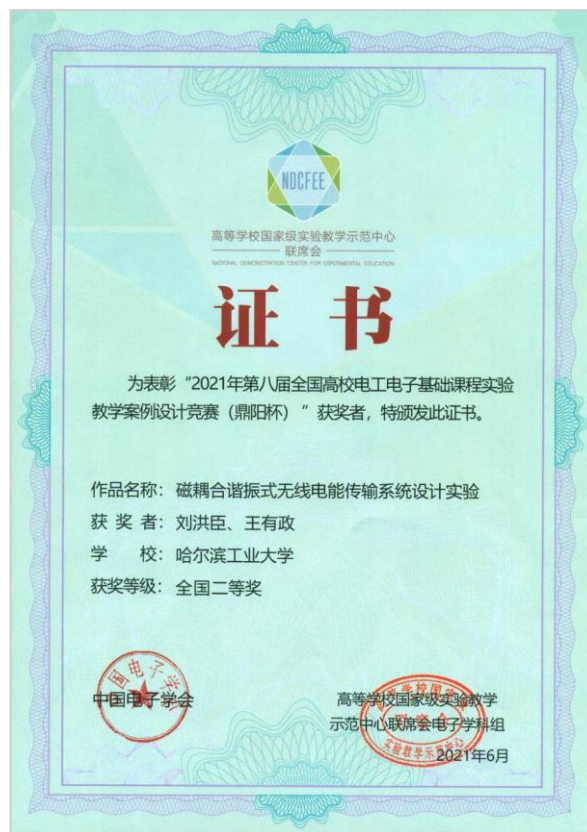 NDCFEE
高等学校国家级实验教学示范中心
联席会
NATIONAL DEMONSTRATION CENTER FOR EXPERIMENTAL EDUCATION
证 书
为表彰“2021年第八届全国高校电工电子基础课程实验
教学案例设计竞赛（鼎阳杯）”获奖者，特颁发此证书。
作品名称：磁耦合谐振式无线电能传输系统设计实验
获 奖 者：刘洪臣、王有政
学 校：哈尔滨工业大学
获奖等级：全国二等奖
中国电子学会
高等学校国家级实验教学
示范中心联席会电子学科组
2021年6月